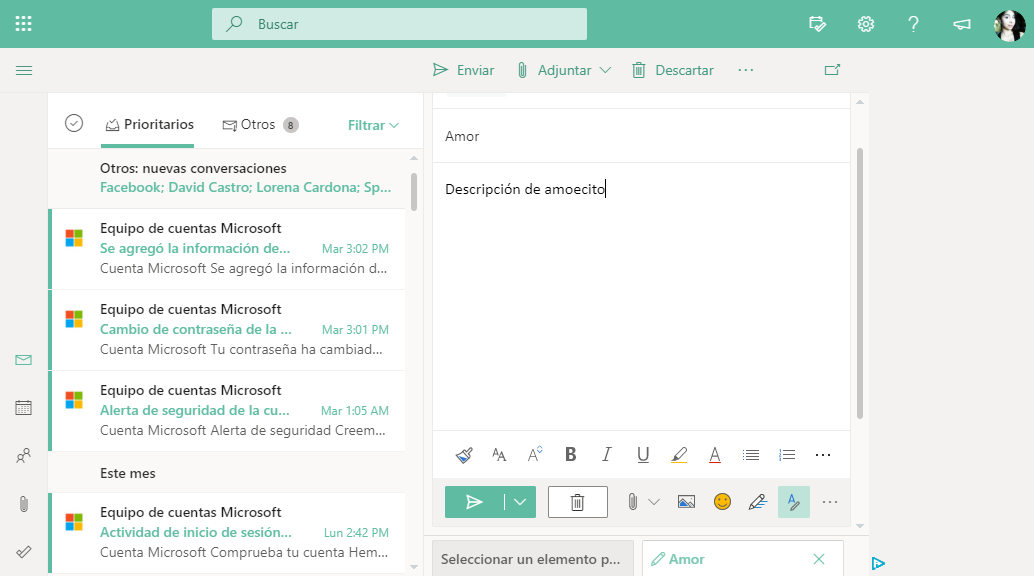 Buscar
Enviar
Adjuntar
Descartar
Prioritarios
Otros 8
Filtrar
Otros: nuevas conversaciones
Facebook; David Castro; Lorena Cardona; Sp...
Equipo de cuentas Microsoft
Se agregó la información de... Mar 3:02 PM
Cuenta Microsoft Se agregó la información d...
Equipo de cuentas Microsoft
Cambio de contraseña de la ... Mar 3:01 PM
Cuenta Microsoft Tu contraseña ha cambiad...
Equipo de cuentas Microsoft
Alerta de seguridad de la cu... Mar 1:05 AM
Cuenta Microsoft Alerta de seguridad Creem...
Este mes
Equipo de cuentas Microsoft
Actividad de inicio de sesión... Lun 2:42 PM
Cuenta Microsoft Comprueba tu cuenta Hem...
Amor
Descripción de amoecito
Seleccionar un elemento p...
Amor